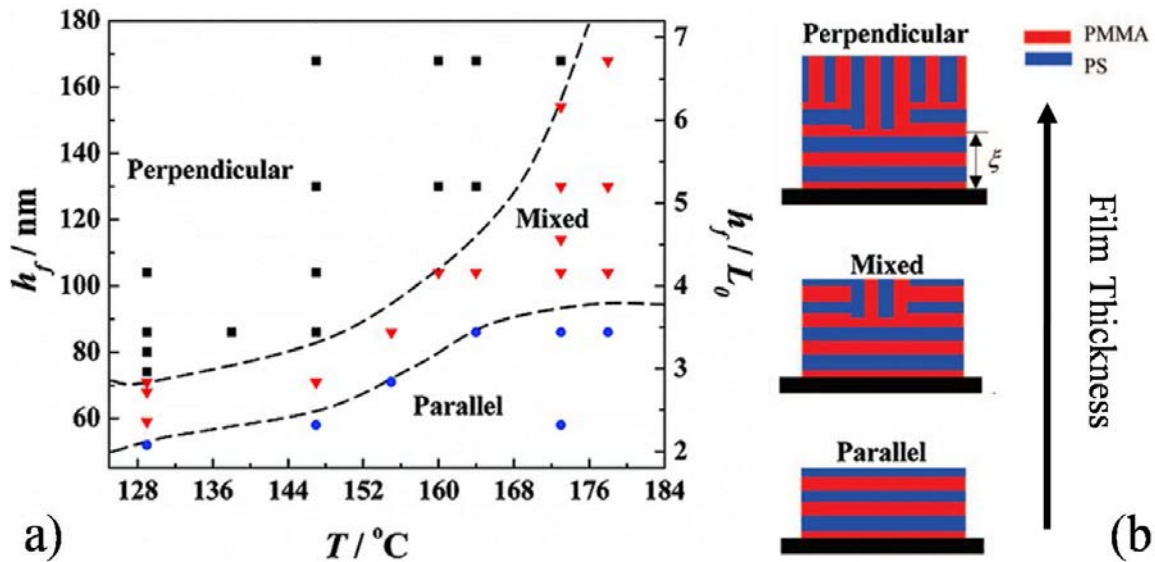 180
160
140
120
100
80
60
h_f / nm
Perpendicular
Mixed
Parallel
7
6
5
4
3
2
h_f / L_0
128 136 144 152 160 168 176 184
T / °C
a)
Perpendicular
PMMA
PS
ξ
Mixed
Parallel
Film Thickness
(b